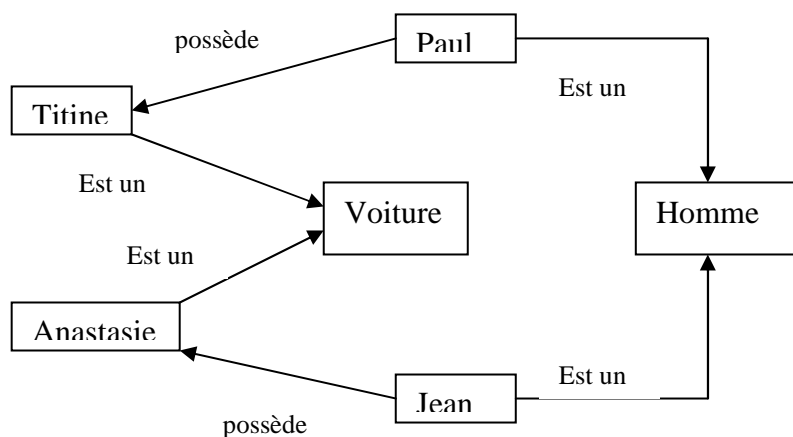 possède
Paul
Est un
Titine
Est un
Voiture
Homme
Est un
Anastasie
Est un
Jean
possède